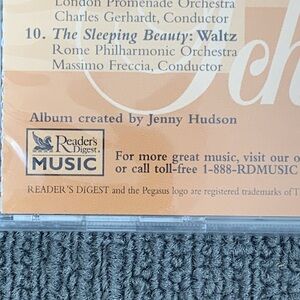 London Promenade Orchestra
Charles Gerhardt, Conductor
10. The Sleeping Beauty: Waltz
Rome Philharmonic Orchestra
Massimo Freccia, Conductor
Sch
Album created by Jenny Hudson
Reader's
Digest
MUSIC
For more great music, visit our o
or call toll-free 1-888-RDMUSIC
READER'S DIGEST and the Pegasus logo are registered trademarks of T